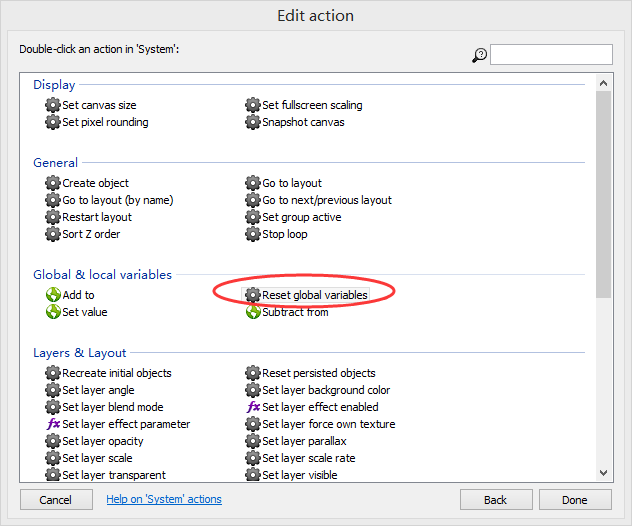 Edit action
Double-click an action in 'System':
Display
Set canvas size Set fullscreen scaling
Set pixel rounding Snapshot canvas
General
Create object Go to layout
Go to layout (by name) Go to next/previous layout
Restart layout Set group active
Sort Z order Stop loop
Global & local variables
Add to Reset global variables
Set value Subtract from
Layers & Layout
Recreate initial objects Reset persisted objects
Set layer angle Set layer background color
Set layer blend mode Set layer effect enabled
Set layer effect parameter Set layer force own texture
Set layer opacity Set layer parallax
Set layer scale Set layer scale rate
Set layer transparent Set layer visible
Cancel Help on 'System' actions Back Done